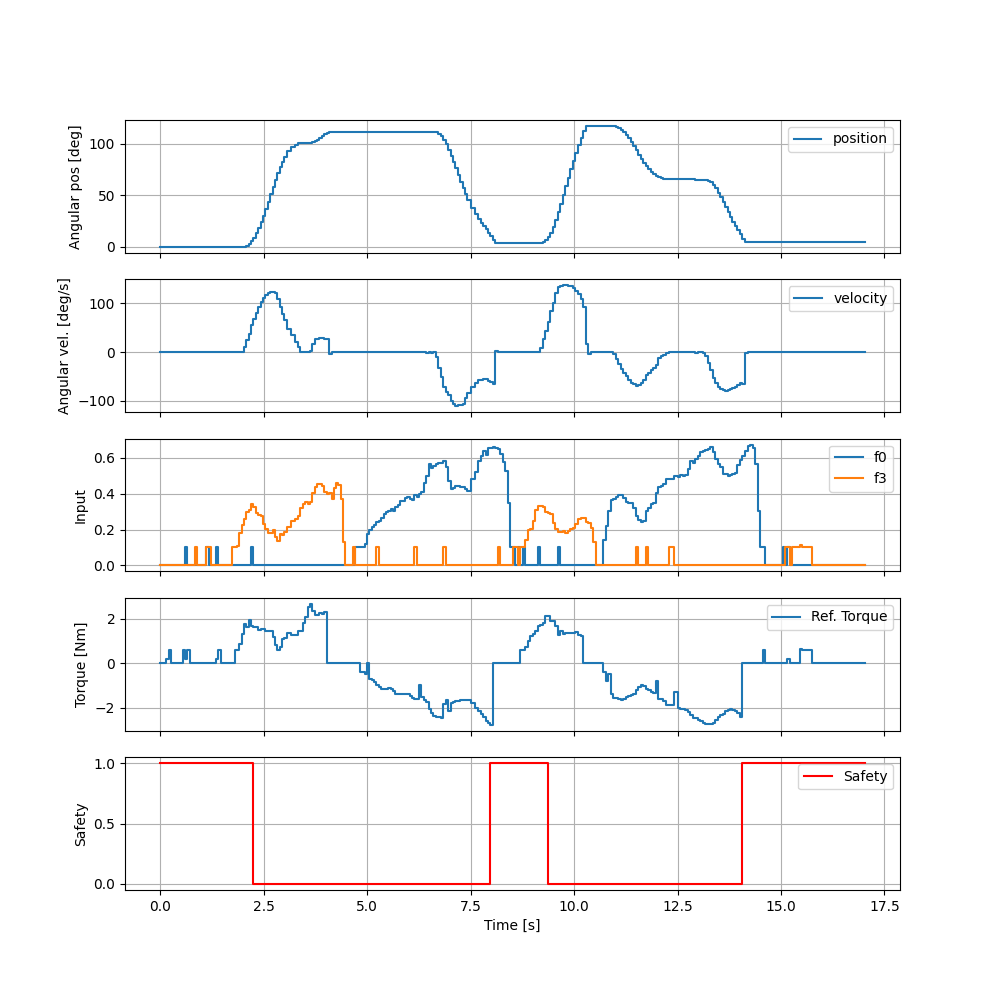 Angular pos [deg]
100
50
0
position
Angular vel. [deg/s]
100
0
−100
velocity
Input
0.6
0.4
0.2
0.0
f0
f3
Torque [Nm]
2
0
−2
Ref. Torque
Safety
1.0
0.5
0.0
Safety
0.0 2.5 5.0 7.5 10.0 12.5 15.0 17.5
Time [s]